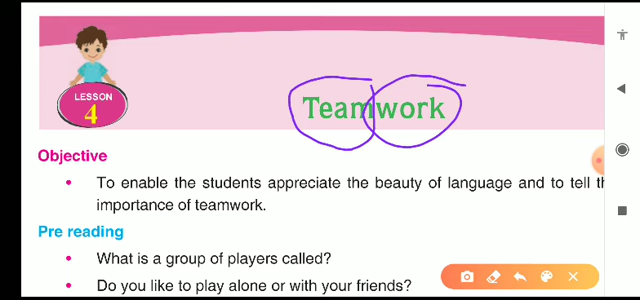 LESSON
4
Teamwork
Objective
• To enable the students appreciate the beauty of language and to tell
importance of teamwork.
Pre reading
• What is a group of players called?
• Do you like to play alone or with your friends?